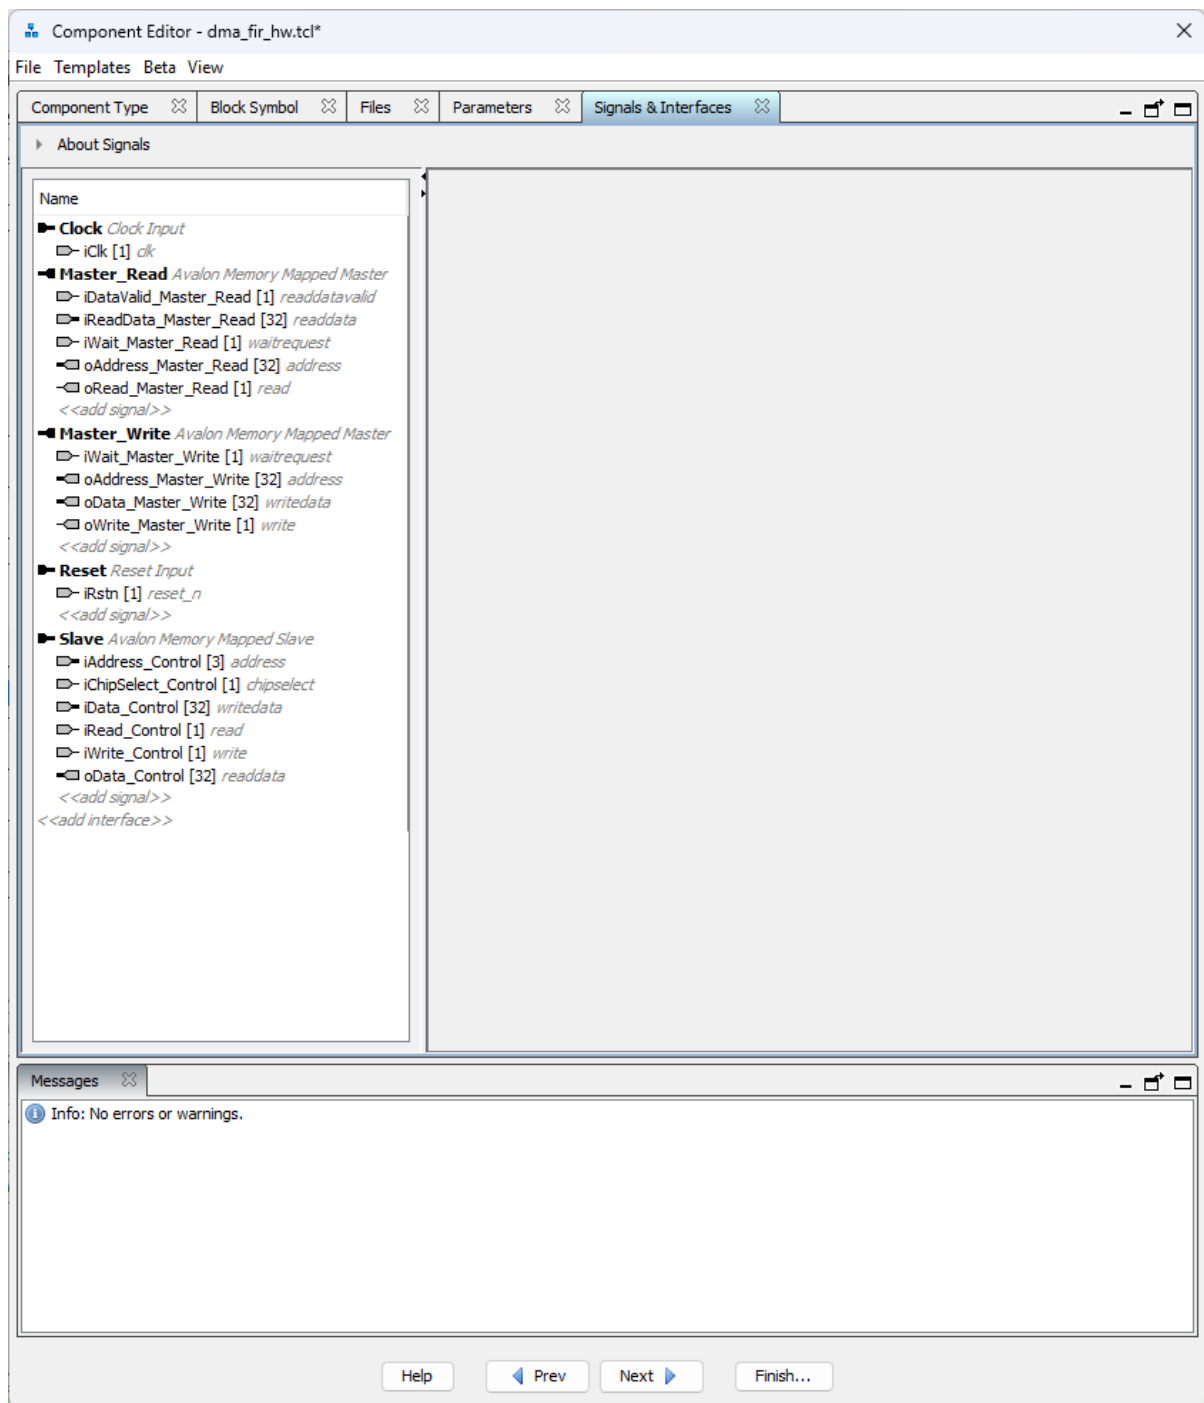 Component Editor - dma_fir_hw.tcl*
File Templates Beta View
Component Type Block Symbol Files Parameters Signals & Interfaces
About Signals
Name
Clock Clock Input
iClk [1] clk
Master_Read Avalon Memory Mapped Master
iDataValid_Master_Read [1] readdatavalid
iReadData_Master_Read [32] readdata
iWait_Master_Read [1] waitrequest
oAddress_Master_Read [32] address
oRead_Master_Read [1] read
<<add signal>>
Master_Write Avalon Memory Mapped Master
iWait_Master_Write [1] waitrequest
oAddress_Master_Write [32] address
oData_Master_Write [32] writedata
oWrite_Master_Write [1] write
<<add signal>>
Reset Reset Input
iRstn [1] reset_n
<<add signal>>
Slave Avalon Memory Mapped Slave
iAddress_Control [3] address
iChipSelect_Control [1] chipselect
iData_Control [32] writedata
iRead_Control [1] read
iWrite_Control [1] write
oData_Control [32] readdata
<<add signal>>
<<add interface>>
Messages
Info: No errors or warnings.
Help Prev Next Finish...